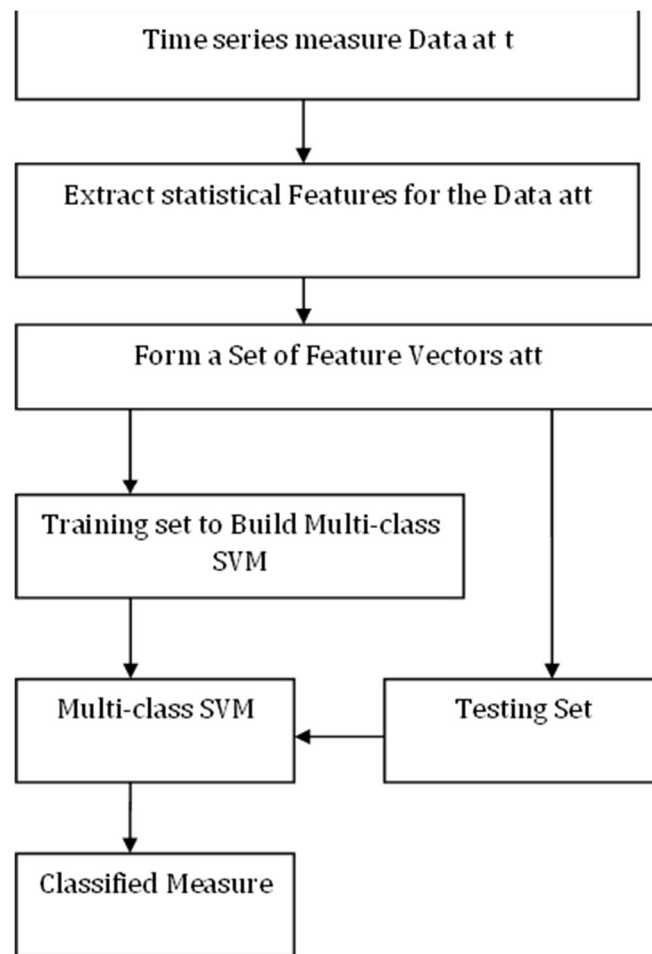 Time series measure Data at t
Extract statistical Features for the Data att
Form a Set of Feature Vectors att
Training set to Build Multi-class
SVM
Multi-class SVM
Testing Set
Classified Measure